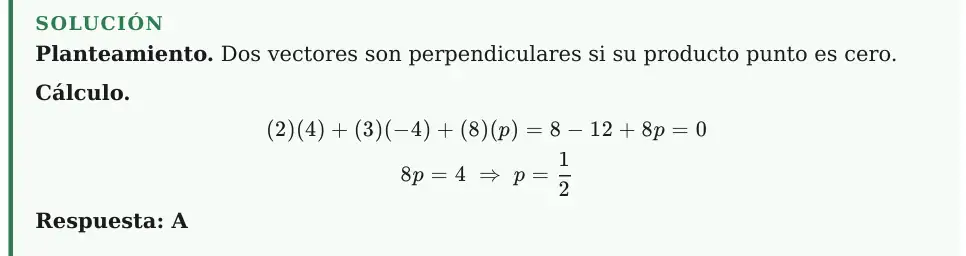 SOLUCIÓN
Planteamiento. Dos vectores son perpendiculares si su producto punto es cero.
Cálculo.
(2)(4) + (3)(−4) + (8)(p) = 8 − 12 + 8p = 0
8p = 4 ⇒ p = 1/2
Respuesta: A